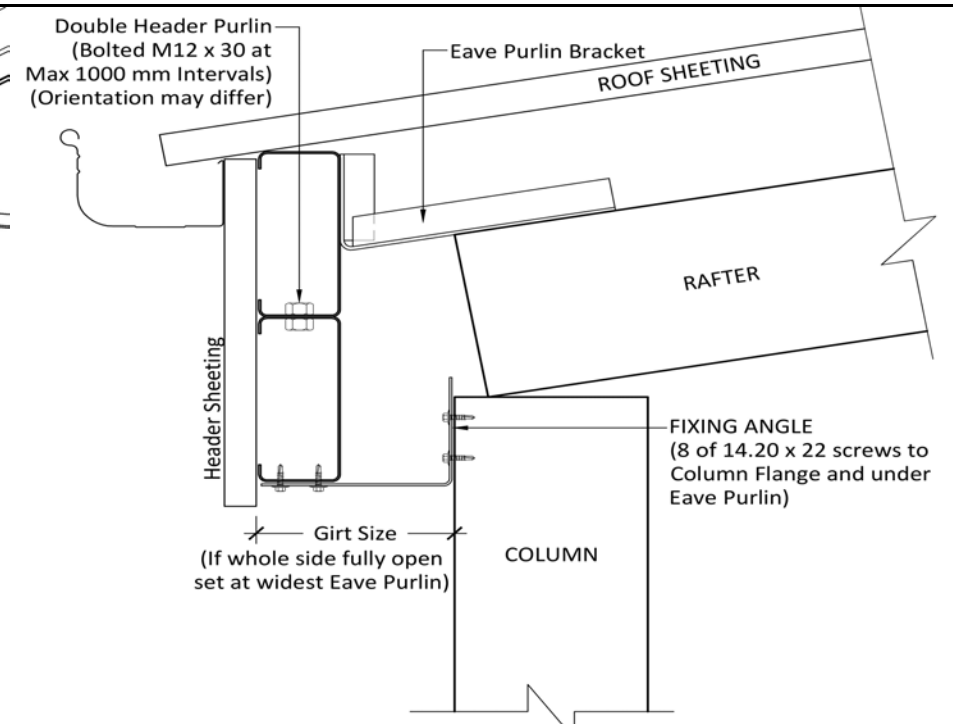 Double Header Purlin
(Bolted M12 x 30 at
Max 1000 mm Intervals)
(Orientation may differ)
Eave Purlin Bracket
ROOF SHEETING
RAFTER
Header Sheeting
FIXING ANGLE
(8 of 14.20 x 22 screws to
Column Flange and under
Eave Purlin)
Girt Size
(If whole side fully open
set at widest Eave Purlin)
COLUMN